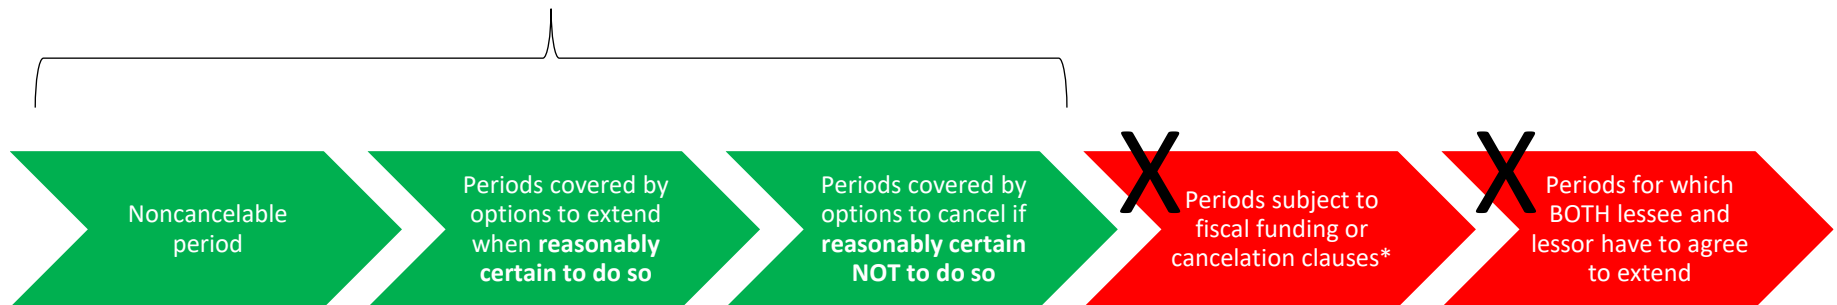 Noncancelable
period
Periods covered by
options to extend
when reasonably
certain to do so
Periods covered by
options to cancel if
reasonably certain
NOT to do so
X
Periods subject to
fiscal funding or
cancelation clauses*
X
Periods for which
BOTH lessee and
lessor have to agree
to extend